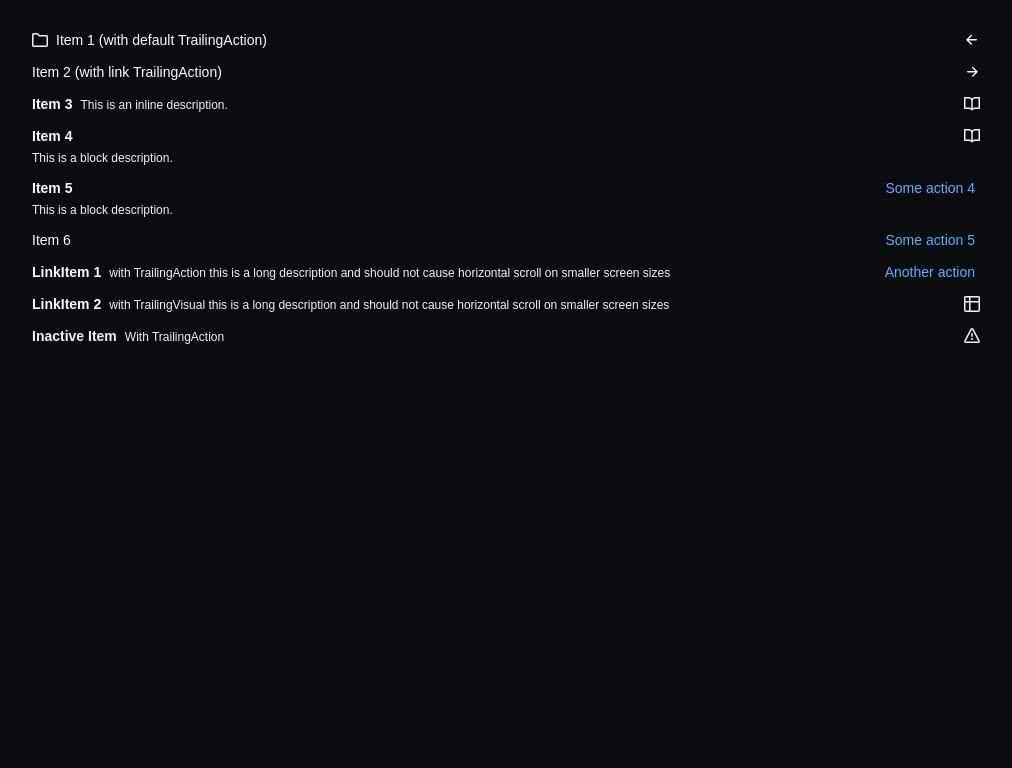 Item 1 (with default TrailingAction)
Item 2 (with link TrailingAction)
Item 3 This is an inline description.
Item 4
This is a block description.
Item 5 Some action 4
This is a block description.
Item 6 Some action 5
LinkItem 1 with TrailingAction this is a long description and should not cause horizontal scroll on smaller screen sizes Another action
LinkItem 2 with TrailingVisual this is a long description and should not cause horizontal scroll on smaller screen sizes
Inactive Item With TrailingAction